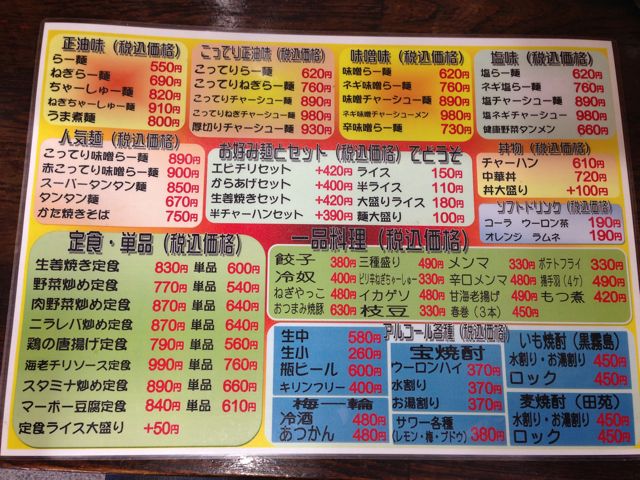 正油味（税込価格）
らー麺 550円
ねぎらー麺 690円
ちゃーしゅー麺 820円
ねぎちゃーしゅー麺 910円
うま煮麺 800円
こってり正油味（税込価格）
こってりらー麺 620円
こってりねぎらー麺 760円
こってりチャーシュー麺 890円
こってりねぎチャーシュー麺 980円
厚切りチャーシュー麺 930円
味噌味（税込価格）
味噌らー麺 620円
ネギ味噌らー麺 760円
味噌チャーシュー麺 890円
ネギ味噌チャーシューメン 980円
辛味噌らー麺 730円
塩味（税込価格）
塩らー麺 620円
ネギ塩らー麺 760円
塩チャーシュー麺 890円
塩ネギチャーシュー 980円
健康野菜タンメン 660円
人気麺（税込価格）
こってり味噌らー麺 890円
赤こってり味噌らー麺 900円
スーパータンタン麺 850円
タンタン麺 670円
かた焼きそば 750円
お好み麺とセット（税込価格）でどうぞ
エビチリセット +420円
からあげセット +400円
生姜焼きセット +420円
半チャーハンセット +390円
ライス 150円
半ライス 110円
大盛りライス 180円
麺大盛り 100円
丼物（税込価格）
チャーハン 610円
中華丼 720円
丼大盛り +100円
ソフトドリンク（税込価格）
コーラ ウーロン茶 190円
オレンジ ラムネ 190円
定食・単品（税込価格）
生姜焼き定食 830円 単品 600円
野菜炒め定食 770円 単品 540円
肉野菜炒め定食 870円 単品 640円
ニラレバ炒め定食 870円 単品 640円
鶏の唐揚げ定食 990円 単品 760円
海老チリソース定食 990円 単品 760円
スタミナ炒め定食 890円 単品 660円
マーボー豆腐定食 840円 単品 610円
定食ライス大盛り +50円
一品料理（税込価格）
餃子 380円 三種盛り 490円 メンマ 330円 ポテトフライ 330円
冷奴 400円 ピリ辛ねぎちゃーしゅー 330円 辛口メンマ 480円 揚手羽（4ケ） 490円
ねぎやっこ 430円 イカゲソ 400円 甘海老揚げ 490円 もつ煮 420円
おつまみ焼豚 630円 枝豆 330円 春巻（3本） 450円
アルコール各種（税込価格）
生中 580円
生小 260円
瓶ビール 600円
キリンフリー 400円
梅一輪
冷酒 480円
あつかん 480円
宝焼酎
ウーロンハイ 370円
水割り 370円
お湯割り 370円
サワー各種
（レモン・梅・ブドウ） 380円
いも焼酎（黒霧島）
水割り・お湯割り 450円
ロック 450円
麦焼酎（田苑）
水割り・お湯割り 450円
ロック 450円